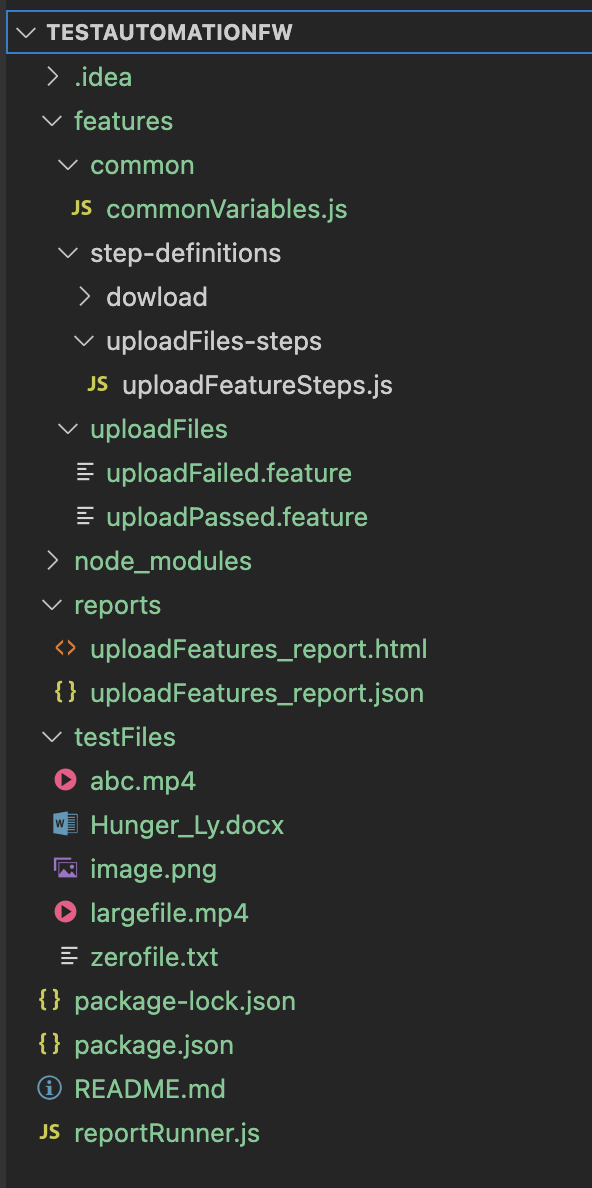 TESTAUTOMATIONFW
.idea
features
common
JS commonVariables.js
step-definitions
dowload
uploadFiles-steps
JS uploadFeatureSteps.js
uploadFiles
uploadFailed.feature
uploadPassed.feature
node_modules
reports
<> uploadFeatures_report.html
{} uploadFeatures_report.json
testFiles
abc.mp4
W Hunger_Ly.docx
image.png
largefile.mp4
zerofile.txt
{} package-lock.json
{} package.json
i README.md
JS reportRunner.js